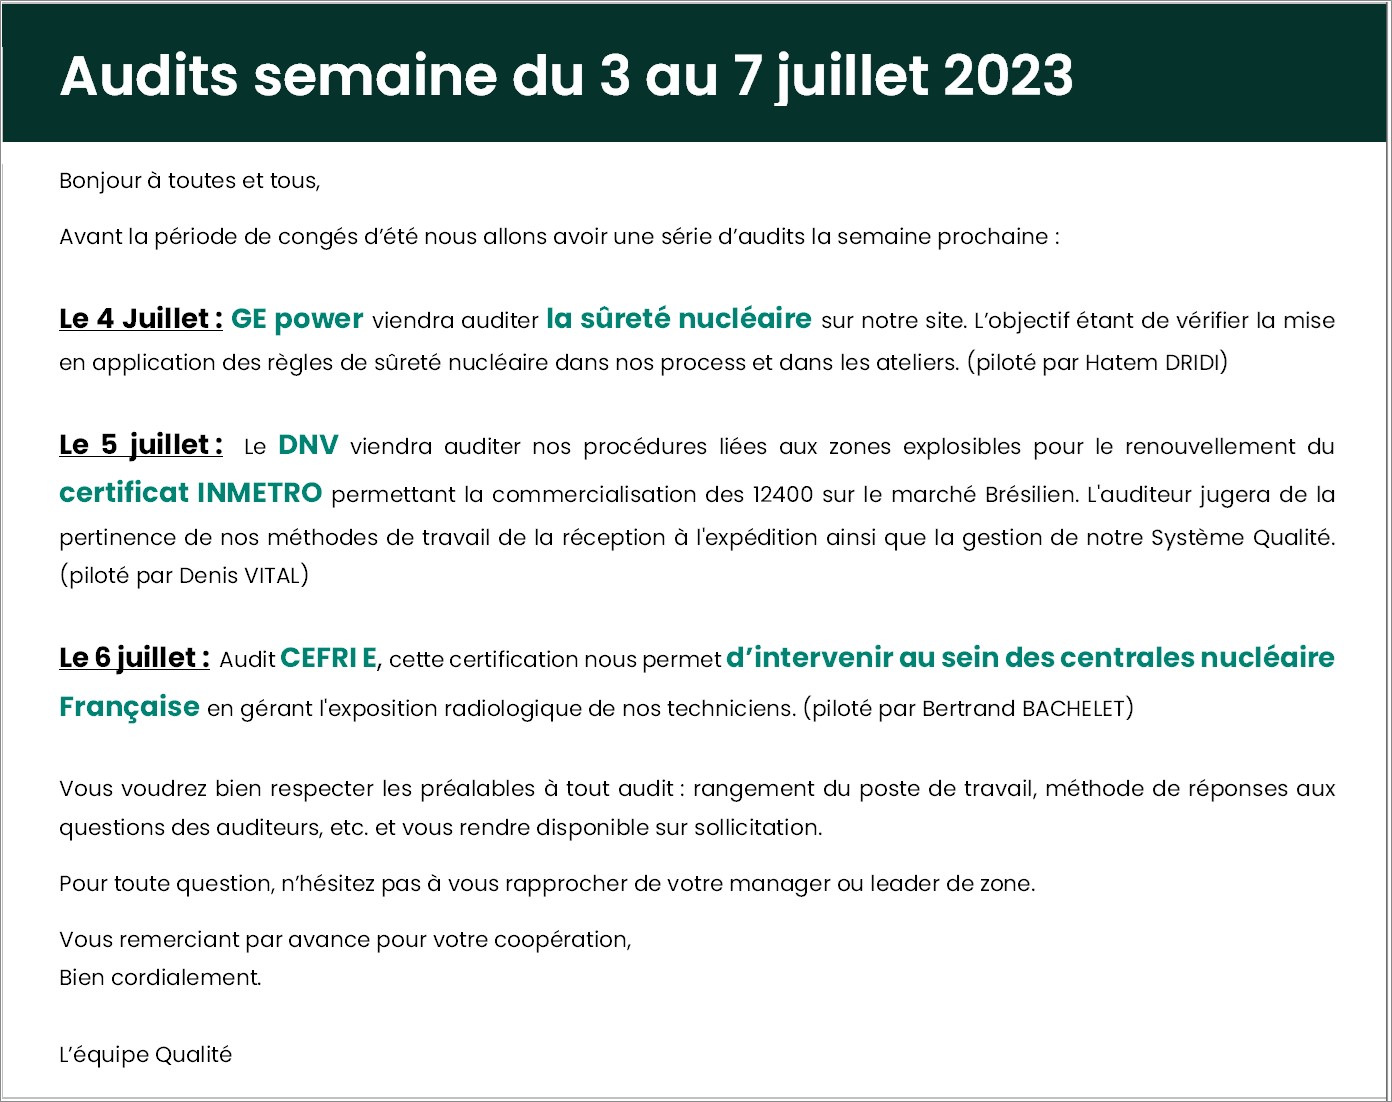 Audits semaine du 3 au 7 juillet 2023
Bonjour à toutes et tous,
Avant la période de congés d’été nous allons avoir une série d’audits la semaine prochaine :
Le 4 Juillet : GE power viendra auditer la sûreté nucléaire sur notre site. L’objectif étant de vérifier la mise
en application des règles de sûreté nucléaire dans nos process et dans les ateliers. (piloté par Hatem DRIDI)
Le 5 juillet : Le DNV viendra auditer nos procédures liées aux zones explosibles pour le renouvellement du
certificat INMETRO permettant la commercialisation des 12400 sur le marché Brésilien. L'auditeur jugera de la
pertinence de nos méthodes de travail de la réception à l'expédition ainsi que la gestion de notre Système Qualité.
(piloté par Denis VITAL)
Le 6 juillet : Audit CEFRI E, cette certification nous permet d’intervenir au sein des centrales nucléaire
Française en gérant l'exposition radiologique de nos techniciens. (piloté par Bertrand BACHELET)
Vous voudrez bien respecter les préalables à tout audit : rangement du poste de travail, méthode de réponses aux
questions des auditeurs, etc. et vous rendre disponible sur sollicitation.
Pour toute question, n’hésitez pas à vous rapprocher de votre manager ou leader de zone.
Vous remerciant par avance pour votre coopération,
Bien cordialement.
L’équipe Qualité